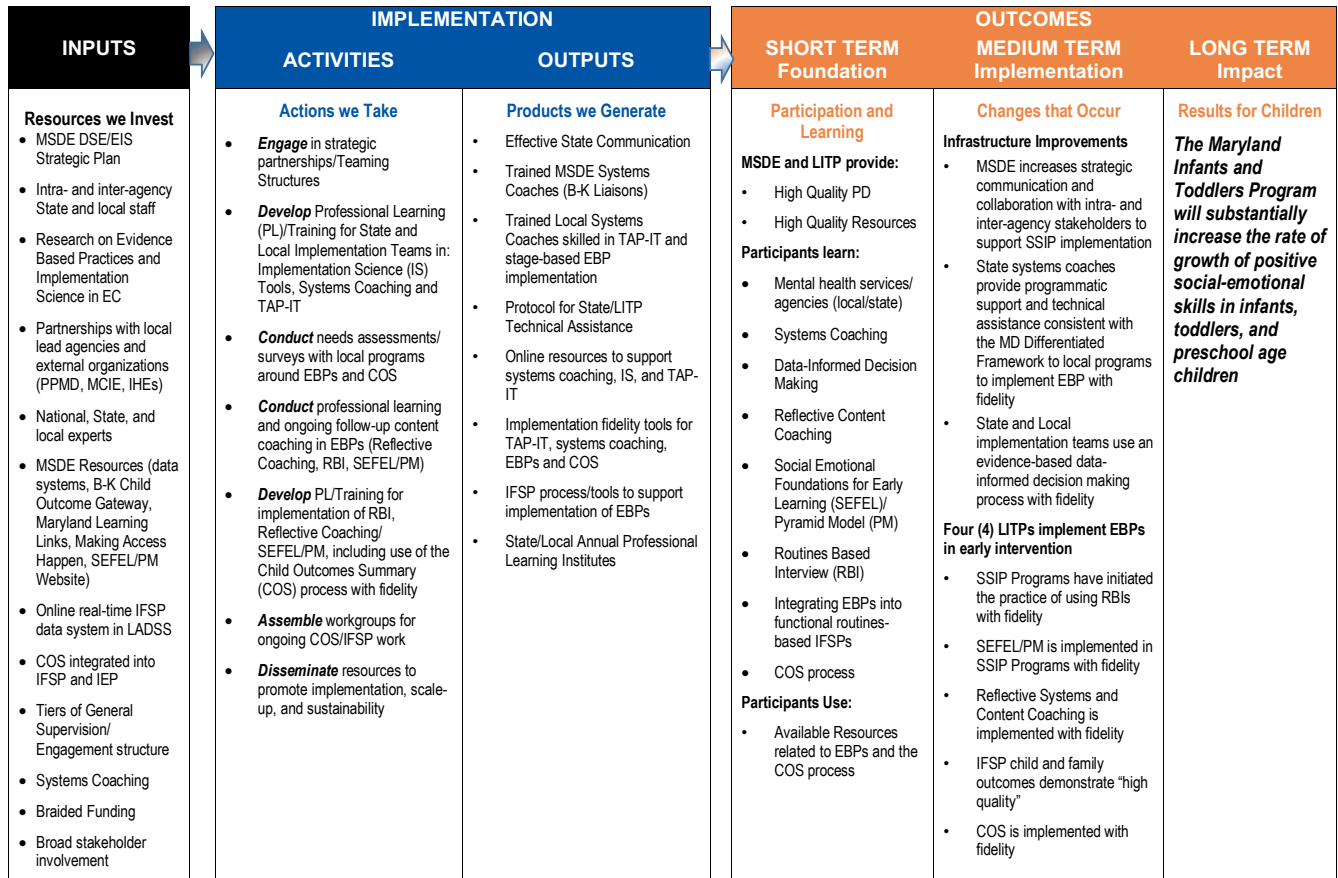 INPUTS
IMPLEMENTATION
ACTIVITIES
OUTPUTS
OUTCOMES
SHORT TERM
Foundation
MEDIUM TERM
Implementation
LONG TERM
Impact
Resources we Invest
• MSDE DSE/EIS
Strategic Plan
• Intra- and inter-agency
State and local staff
• Research on Evidence
Based Practices and
Implementation
Science in EC
• Partnerships with local
lead agencies and
external organizations
(PPMD, MCIE, IHEs)
• National, State, and
local experts
• MSDE Resources (data
systems, B-K Child
Outcome Gateway,
Maryland Learning
Links, Making Access
Happen, SEFEL/PM
Website)
• Online real-time IFSP
data system in LADSS
• COS integrated into
IFSP and IEP
• Tiers of General
Supervision/
Engagement structure
• Systems Coaching
• Braided Funding
• Broad stakeholder
involvement
Actions we Take
• Engage in strategic
partnerships/Teaming
Structures
• Develop Professional Learning
(PL)/Training for State and
Local Implementation Teams in:
Implementation Science (IS)
Tools, Systems Coaching and
TAP-IT
• Conduct needs assessments/
surveys with local programs
around EBPs and COS
• Conduct professional learning
and ongoing follow-up content
coaching in EBPs (Reflective
Coaching, RBI, SEFEL/PM)
• Develop PL/Training for
implementation of RBI,
Reflective Coaching/
SEFEL/PM, including use of the
Child Outcomes Summary
(COS) process with fidelity
• Assemble workgroups for
ongoing COS/IFSP work
• Disseminate resources to
promote implementation, scale-
up, and sustainability
Products we Generate
• Effective State Communication
• Trained MSDE Systems
Coaches (B-K Liaisons)
• Trained Local Systems
Coaches skilled in TAP-IT and
stage-based EBP
implementation
• Protocol for State/LITP
Technical Assistance
• Online resources to support
systems coaching, IS, and TAP-
IT
• Implementation fidelity tools for
TAP-IT, systems coaching,
EBPs and COS
• IFSP process/tools to support
implementation of EBPs
• State/Local Annual Professional
Learning Institutes
Participation and
Learning
MSDE and LITP provide:
• High Quality PD
• High Quality Resources
Participants learn:
• Mental health services/
agencies (local/state)
• Systems Coaching
• Data-Informed Decision
Making
• Reflective Content
Coaching
• Social Emotional
Foundations for Early
Learning (SEFEL)/
Pyramid Model (PM)
• Routines Based
Interview (RBI)
• Integrating EBPs into
functional routines-
based IFSPs
• COS process
Participants Use:
• Available Resources
related to EBPs and the
COS process
Changes that Occur
Infrastructure Improvements
• MSDE increases strategic
communication and
collaboration with intra- and
inter-agency stakeholders to
support SSIP implementation
• State systems coaches
provide programmatic
support and technical
assistance consistent with
the MD Differentiated
Framework to local programs
to implement EBP with
fidelity
• State and Local
implementation teams use an
evidence-based data-
informed decision making
process with fidelity
Four (4) LITPs implement EBPs
in early intervention
• SSIP Programs have initiated
the practice of using RBIs
with fidelity
• SEFEL/PM is implemented in
SSIP Programs with fidelity
• Reflective Systems and
Content Coaching is
implemented with fidelity
• IFSP child and family
outcomes demonstrate “high
quality”
• COS is implemented with
fidelity
Results for Children
The Maryland
Infants and
Toddlers Program
will substantially
increase the rate of
growth of positive
social-emotional
skills in infants,
toddlers, and
preschool age
children